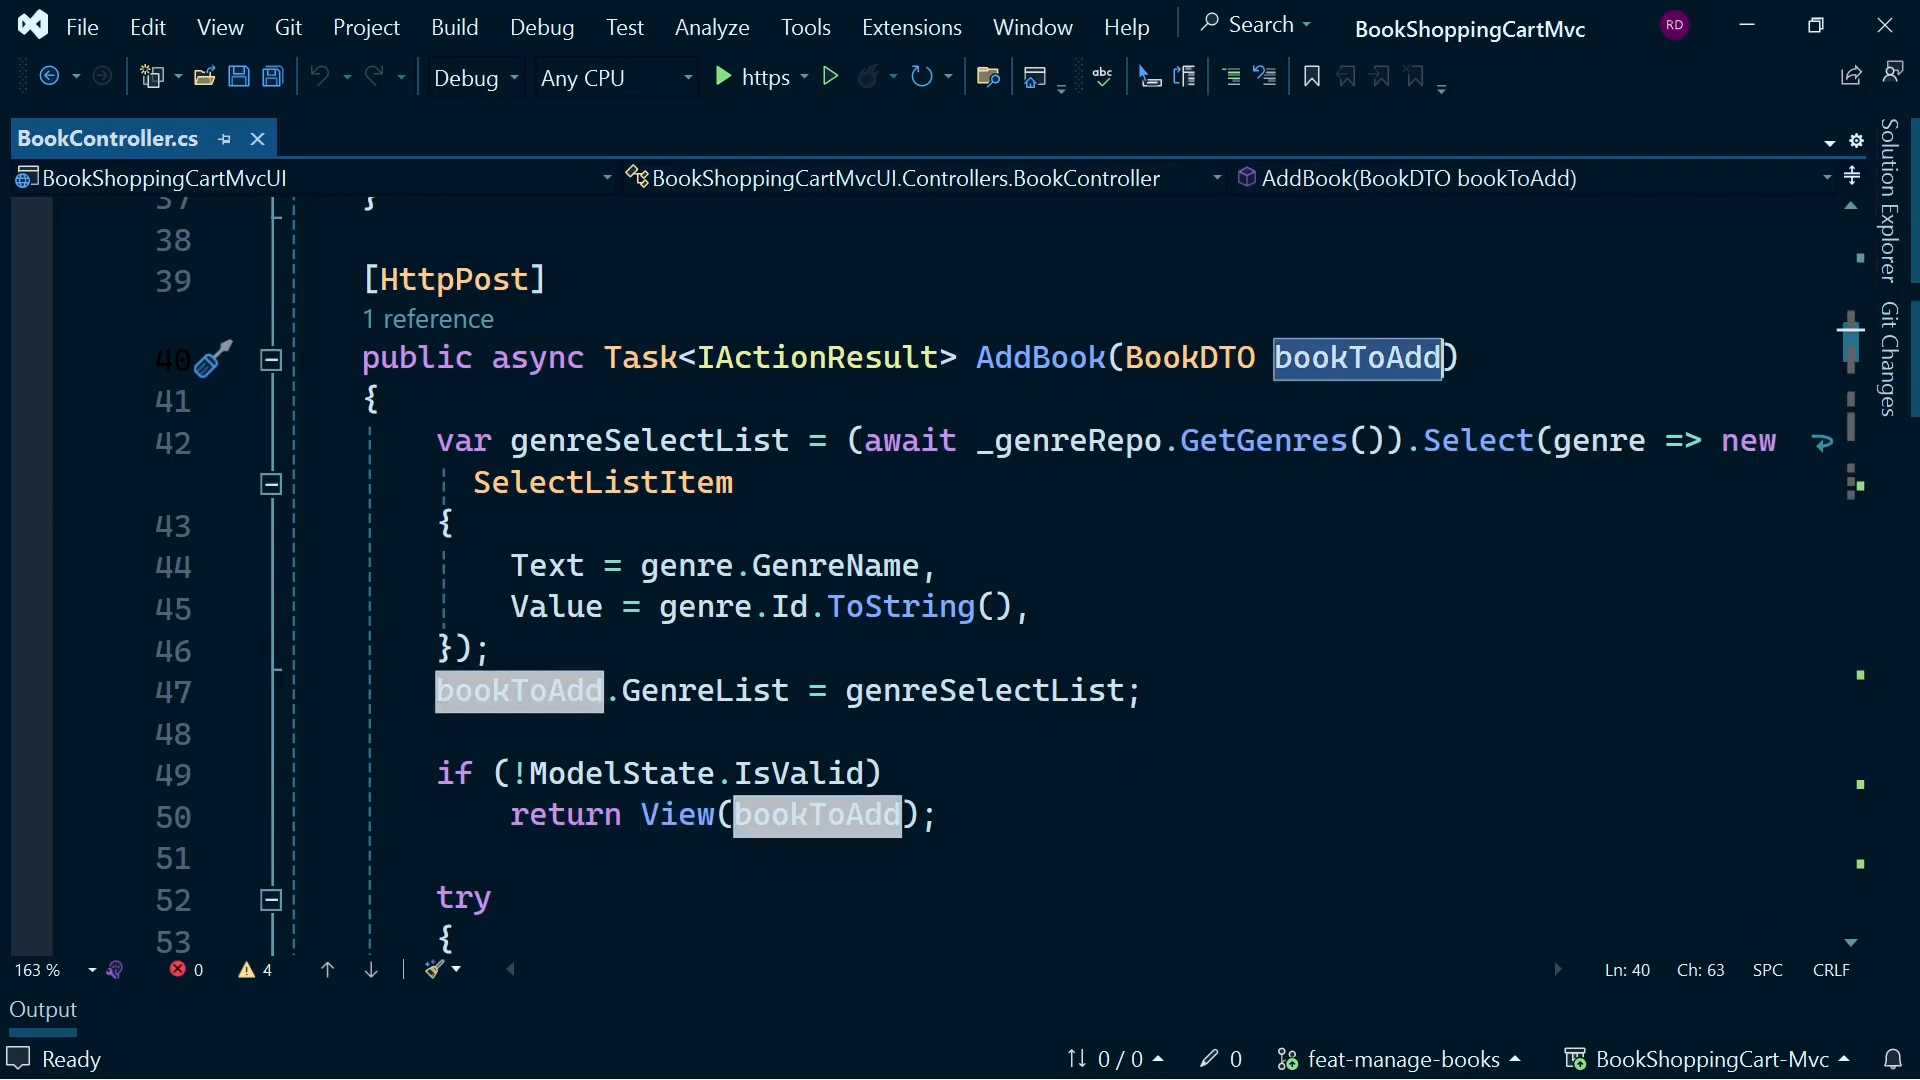 File Edit View Git Project Build Debug Test Analyze Tools Extensions Window Help Search BookShoppingCartMvc RD
Debug Any CPU https abc
BookController.cs
BookShoppingCartMvcUI BookShoppingCartMvcUI.Controllers.BookController AddBook(BookDTO bookToAdd)
37 }
38
39 [HttpPost]
1 reference
40 public async Task<IActionResult> AddBook(BookDTO bookToAdd)
41 {
42 var genreSelectList = (await _genreRepo.GetGenres()).Select(genre => new
SelectListItem
43 {
44 Text = genre.GenreName,
45 Value = genre.Id.ToString(),
46 });
47 bookToAdd.GenreList = genreSelectList;
48
49 if (!ModelState.IsValid)
50 return View(bookToAdd);
51
52 try
53 {
Solution Explorer
Git Changes
163 % 0 4 Ln: 40 Ch: 63 SPC CRLF
Output
Ready 0 / 0 0 feat-manage-books BookShoppingCart-Mvc